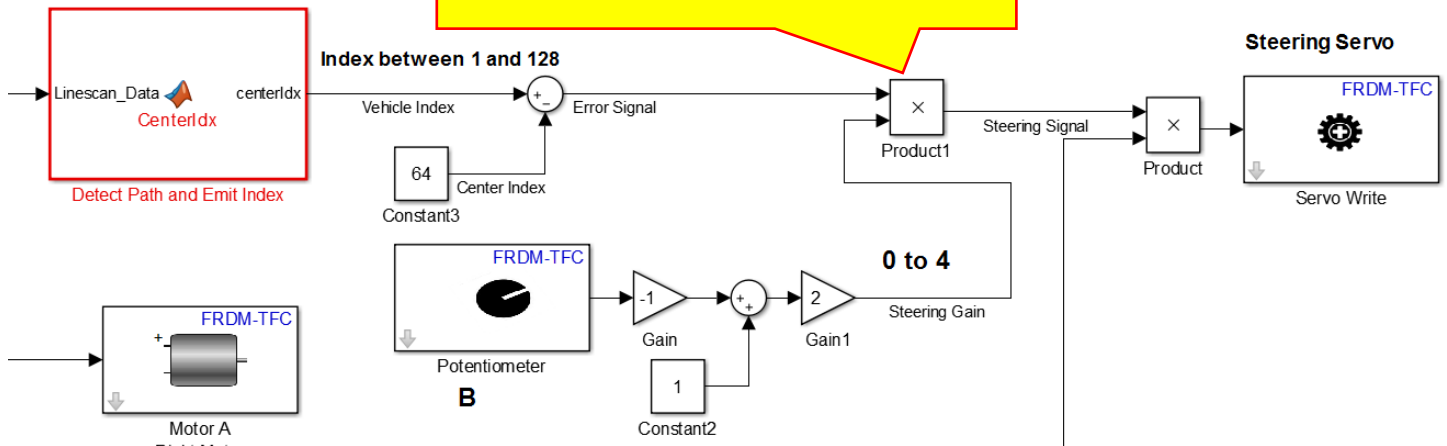 Index between 1 and 128
Steering Servo
Linescan_Data
centerIdx
CenterIdx
Detect Path and Emit Index
Vehicle Index
+
−
Error Signal
64
Center Index
Constant3
×
Product1
Steering Signal
×
Product
FRDM-TFC
Servo Write
FRDM-TFC
Potentiometer
B
-1
Gain
+
+
2
Gain1
0 to 4
Steering Gain
1
Constant2
FRDM-TFC
+
-
Motor A